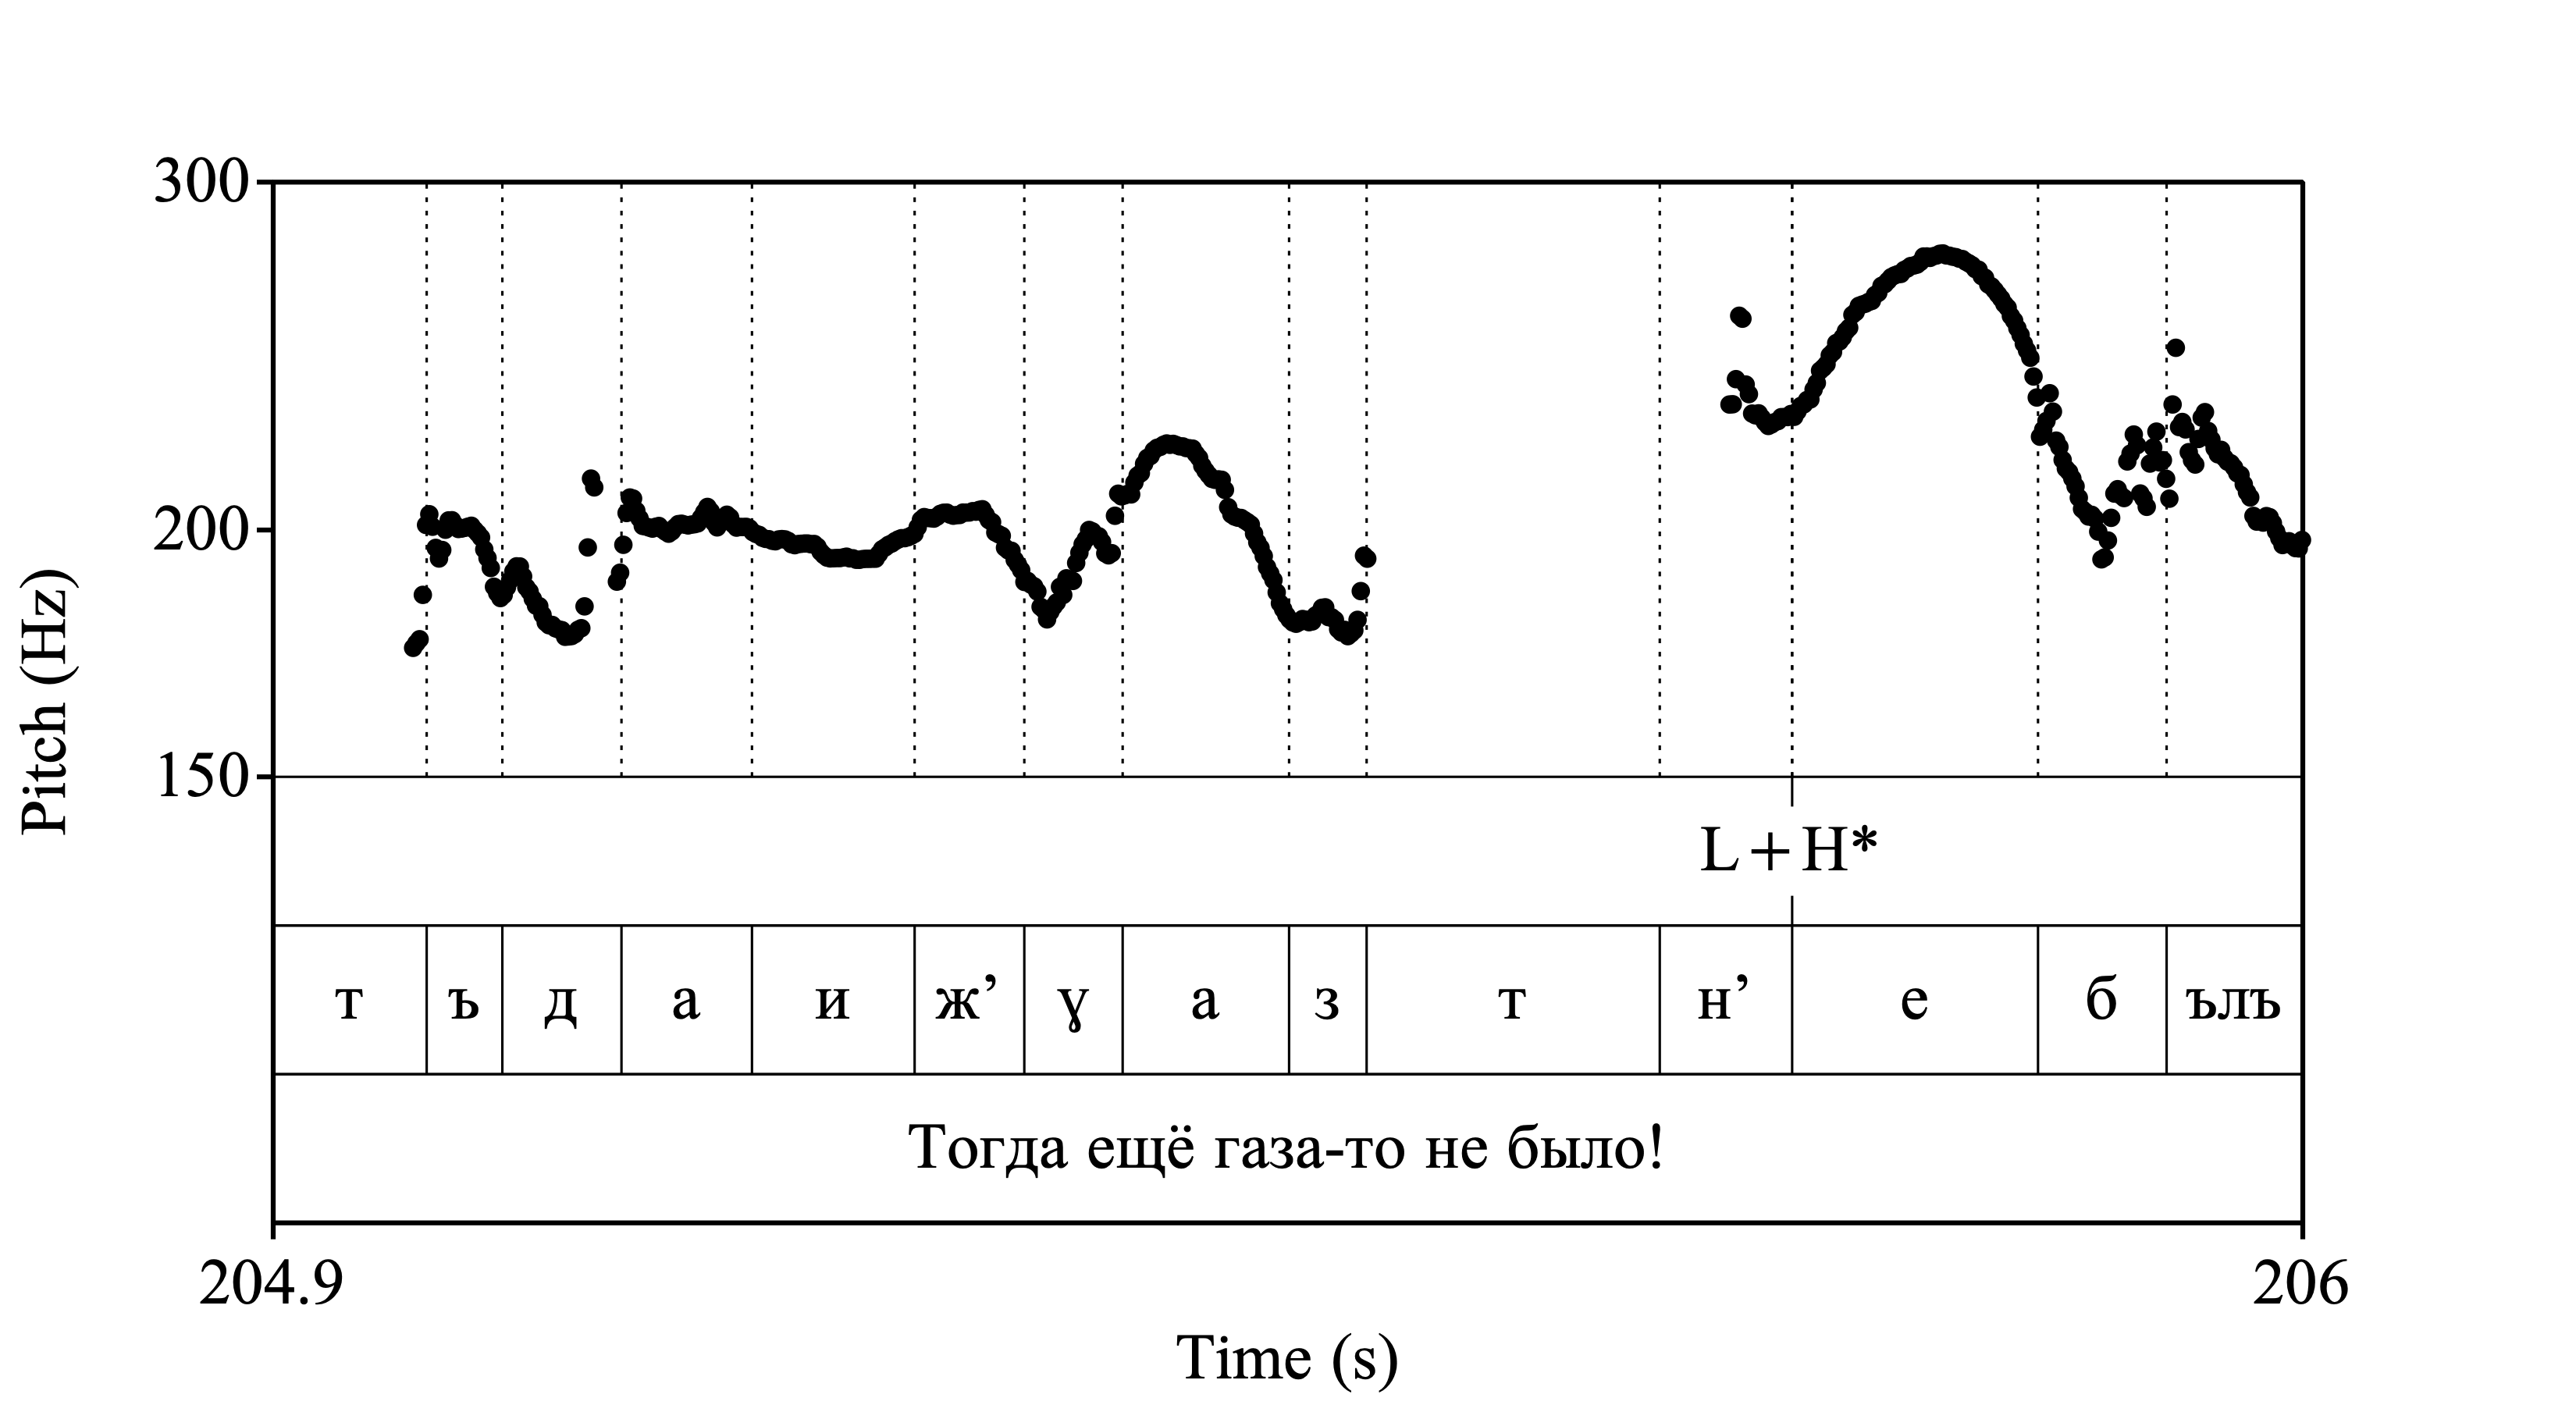 300
200
150
Pitch (Hz)
L+H*
т ъ д а и ж’ ɣ а з т н’ е б ълъ
Тогда ещё газа-то не было!
204.9 206
Time (s)